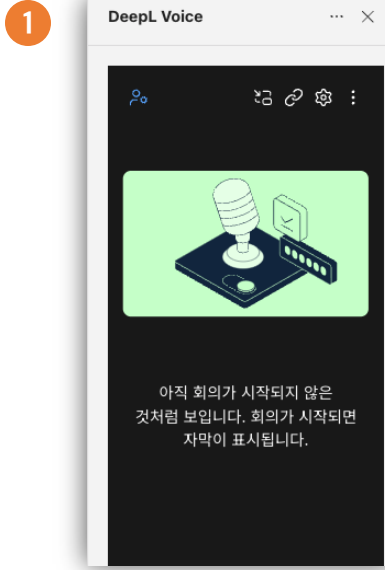 1
DeepL Voice
아직 회의가 시작되지 않은
것처럼 보입니다. 회의가 시작되면
자막이 표시됩니다.